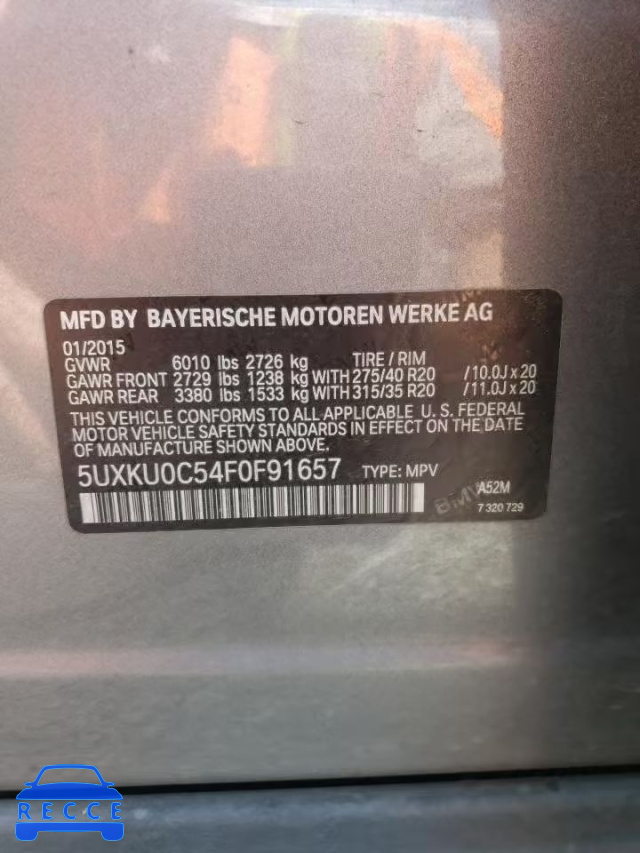 MFD BY BAYERISCHE MOTOREN WERKE AG
01/2015
GVWR 6010 lbs 2726 kg TIRE / RIM
GAWR FRONT 2729 lbs 1238 kg WITH 275/40 R20 /10.0J x 20
GAWR REAR 3380 lbs 1533 kg WITH 315/35 R20 /11.0J x 20
THIS VEHICLE CONFORMS TO ALL APPLICABLE U. S. FEDERAL
MOTOR VEHICLE SAFETY STANDARDS IN EFFECT ON THE DATE
OF MANUFACTURE SHOWN ABOVE.
5UXKU0C54F0F91657 TYPE: MPV
BMW A52M
7 320 729
RECCE